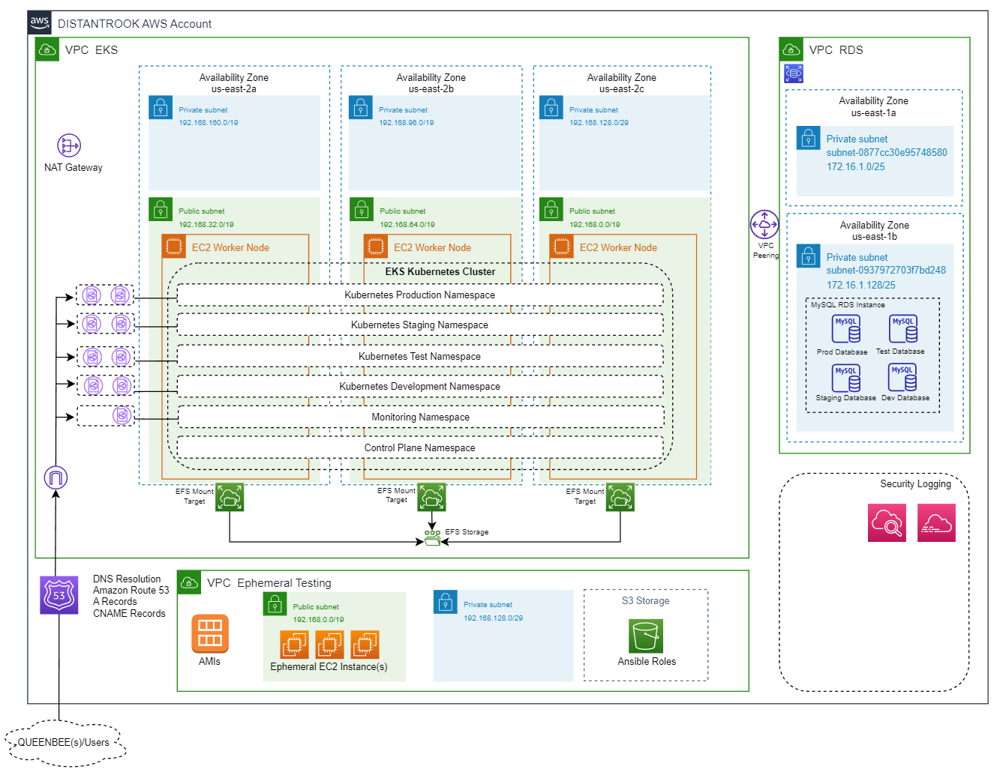 aws
DISTANTROOK AWS Account
VPC  EKS
Availability Zone
us-east-2a
Private subnet
192.168.160.0/19
Availability Zone
us-east-2b
Private subnet
192.168.96.0/19
Availability Zone
us-east-2c
Private subnet
192.168.128.0/29
NAT Gateway
Public subnet
192.168.32.0/19
EC2 Worker Node
Public subnet
192.168.64.0/19
EC2 Worker Node
Public subnet
192.168.0.0/19
EC2 Worker Node
EKS Kubernetes Cluster
Kubernetes Production Namespace
Kubernetes Staging Namespace
Kubernetes Test Namespace
Kubernetes Development Namespace
Monitoring Namespace
Control Plane Namespace
EFS Mount
Target
EFS Mount
Target
EFS Mount
Target
EFS Storage
VPC
Peering
VPC  RDS
Availability Zone
us-east-1a
Private subnet
subnet-0877cc30e95748580
172.16.1.0/25
Availability Zone
us-east-1b
Private subnet
subnet-0937972703f7bd248
172.16.1.128/25
MySQL RDS Instance
MySQL
Prod Database
MySQL
Test Database
MySQL
Staging Database
MySQL
Dev Database
Security Logging
53
DNS Resolution
Amazon Route 53
A Records
CNAME Records
VPC  Ephemeral Testing
AMIs
Public subnet
192.168.0.0/19
Ephemeral EC2 Instance(s)
Private subnet
192.168.128.0/29
S3 Storage
Ansible Roles
QUEENBEE(s)/Users